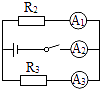 R₂ A₁
A₂
R₃ A₃